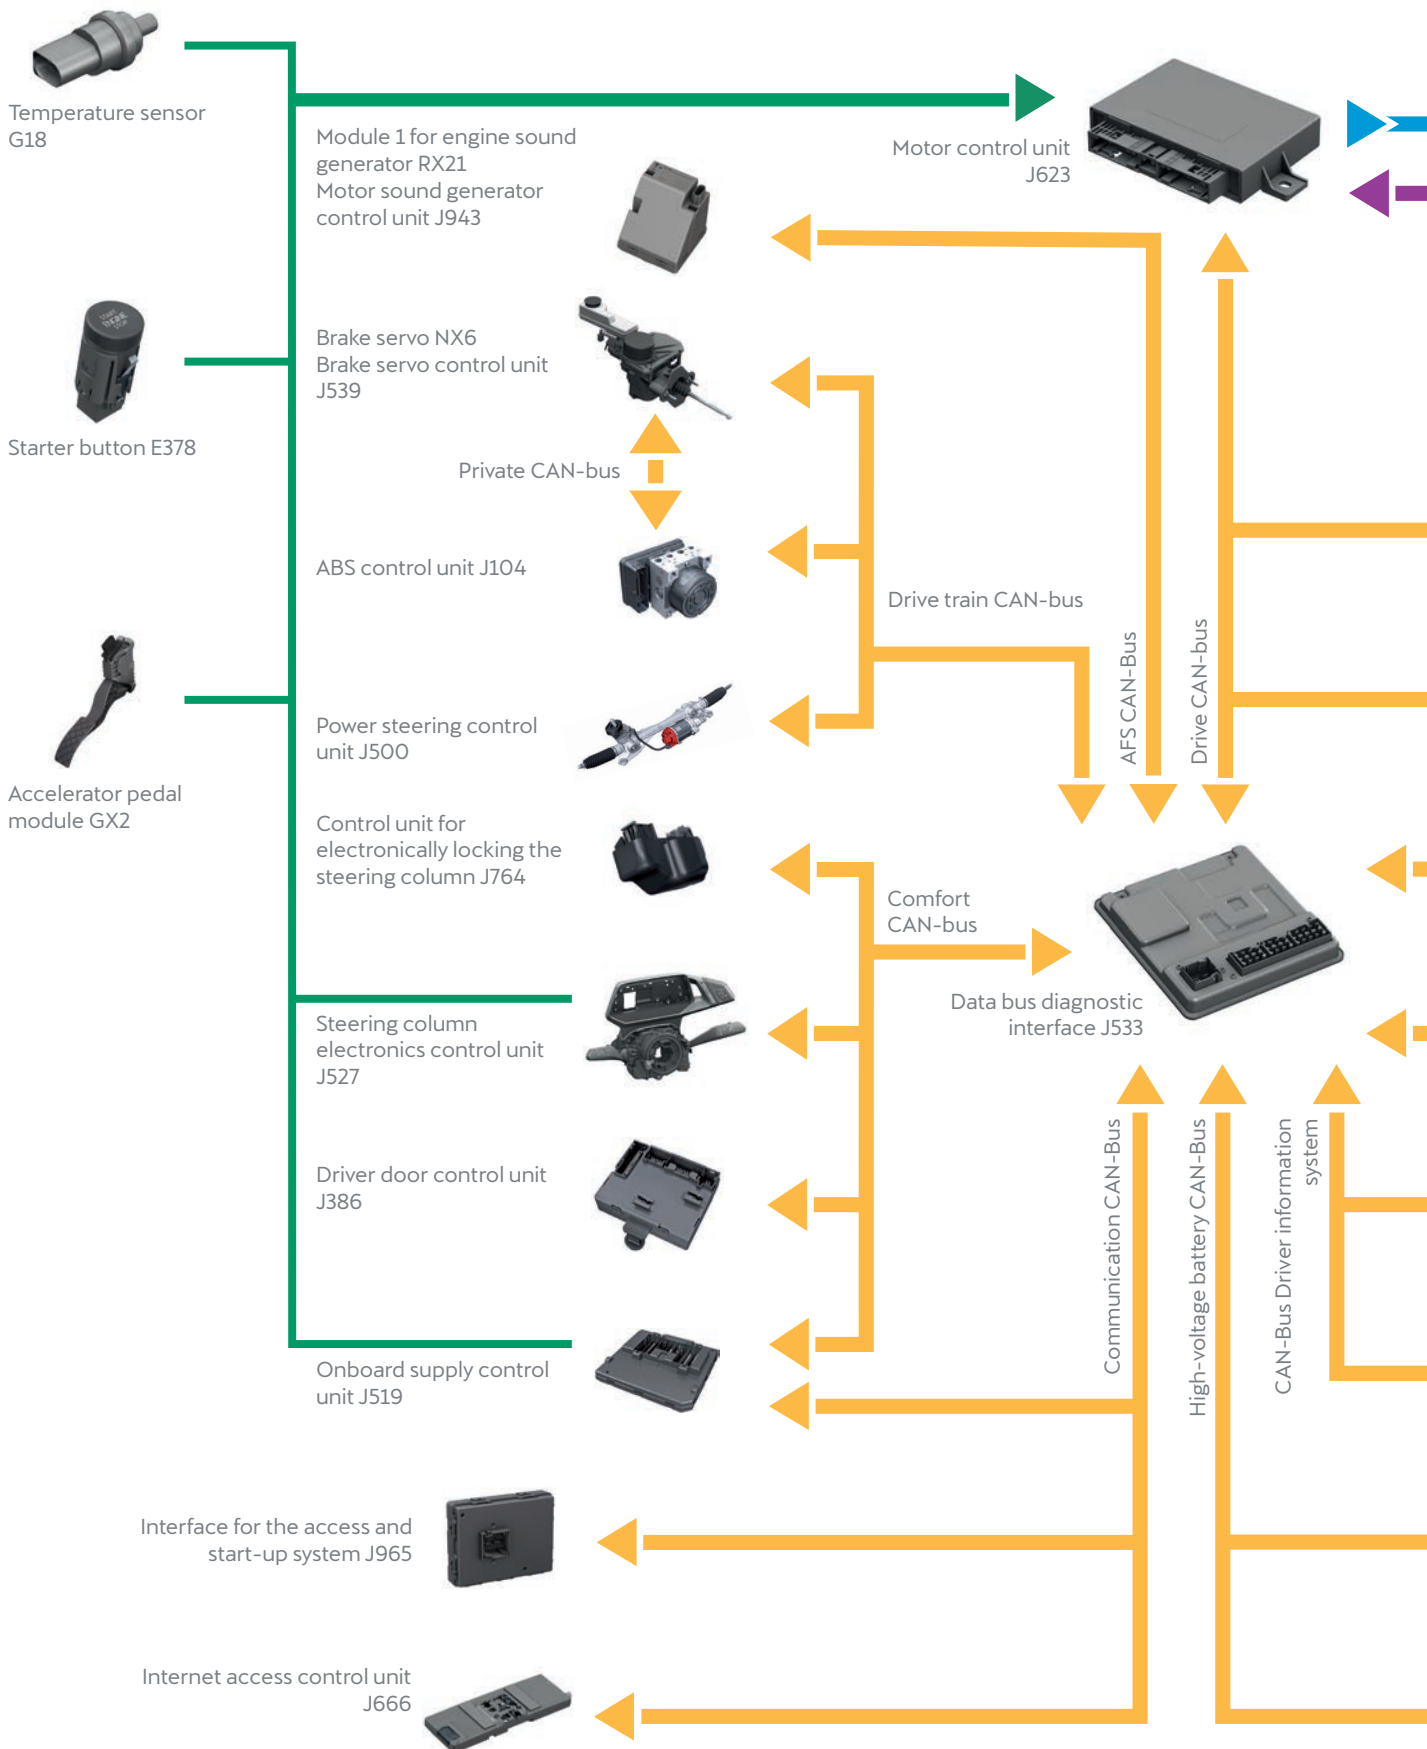 Temperature sensor
G18
Module 1 for engine sound
generator RX21
Motor sound generator
control unit J943
Motor control unit
J623
START
ENGINE
STOP
Starter button E378
Brake servo NX6
Brake servo control unit
J539
Private CAN-bus
ABS control unit J104
Drive train CAN-bus
AFS CAN-Bus
Drive CAN-bus
Accelerator pedal
module GX2
Power steering control
unit J500
Control unit for
electronically locking the
steering column J764
Comfort
CAN-bus
Data bus diagnostic
interface J533
Steering column
electronics control unit
J527
Driver door control unit
J386
Communication CAN-Bus
High-voltage battery CAN-Bus
CAN-Bus Driver information
system
Onboard supply control
unit J519
Interface for the access and
start-up system J965
Internet access control unit
J666